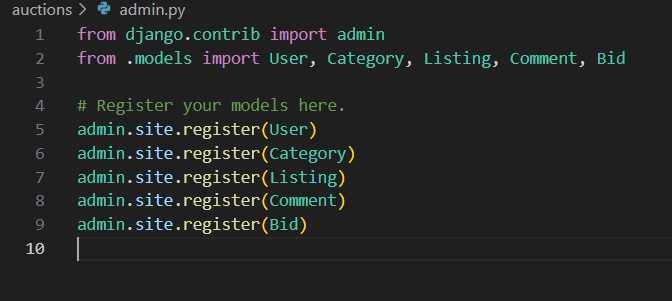 auctions > admin.py
1 from django.contrib import admin
2 from .models import User, Category, Listing, Comment, Bid
3
4 # Register your models here.
5 admin.site.register(User)
6 admin.site.register(Category)
7 admin.site.register(Listing)
8 admin.site.register(Comment)
9 admin.site.register(Bid)
10